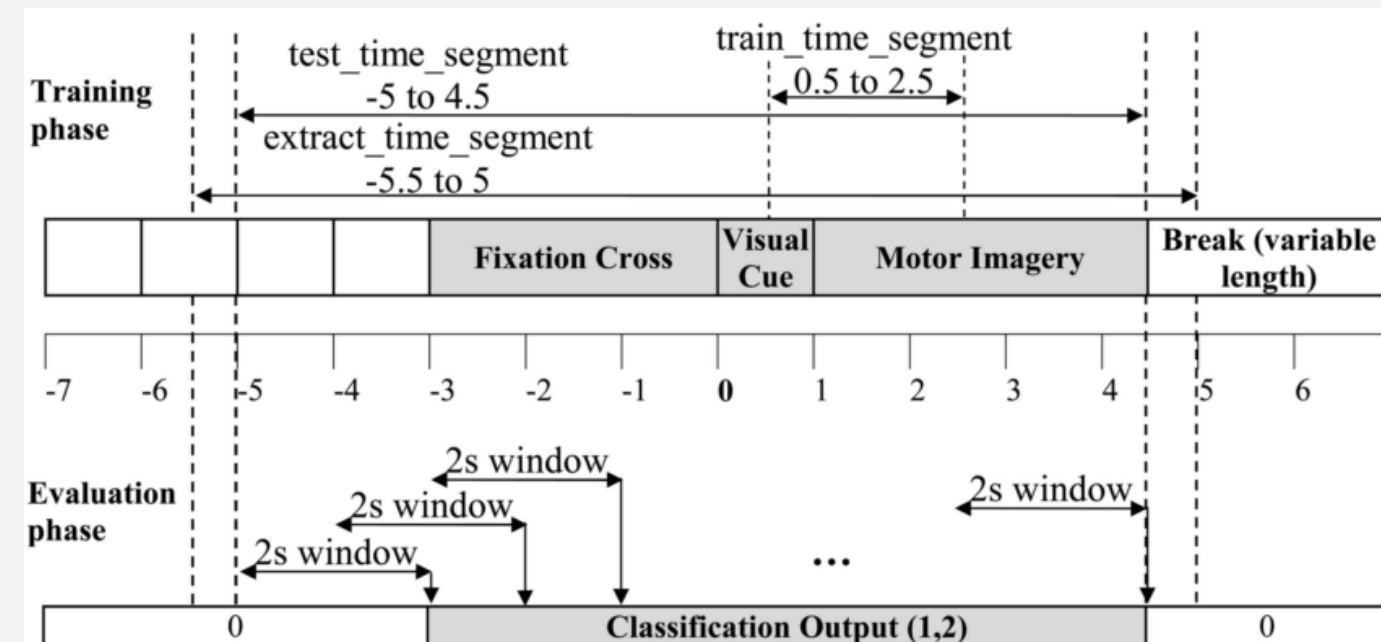 test_time_segment
-5 to 4.5
train_time_segment
0.5 to 2.5
Training
phase
extract_time_segment
-5.5 to 5
Fixation Cross
Visual
Cue
Motor Imagery
Break (variable
length)
-7 -6 -5 -4 -3 -2 -1 0 1 2 3 4 5 6
Evaluation
phase
2s window
2s window
2s window
2s window
...
0 Classification Output (1,2) 0